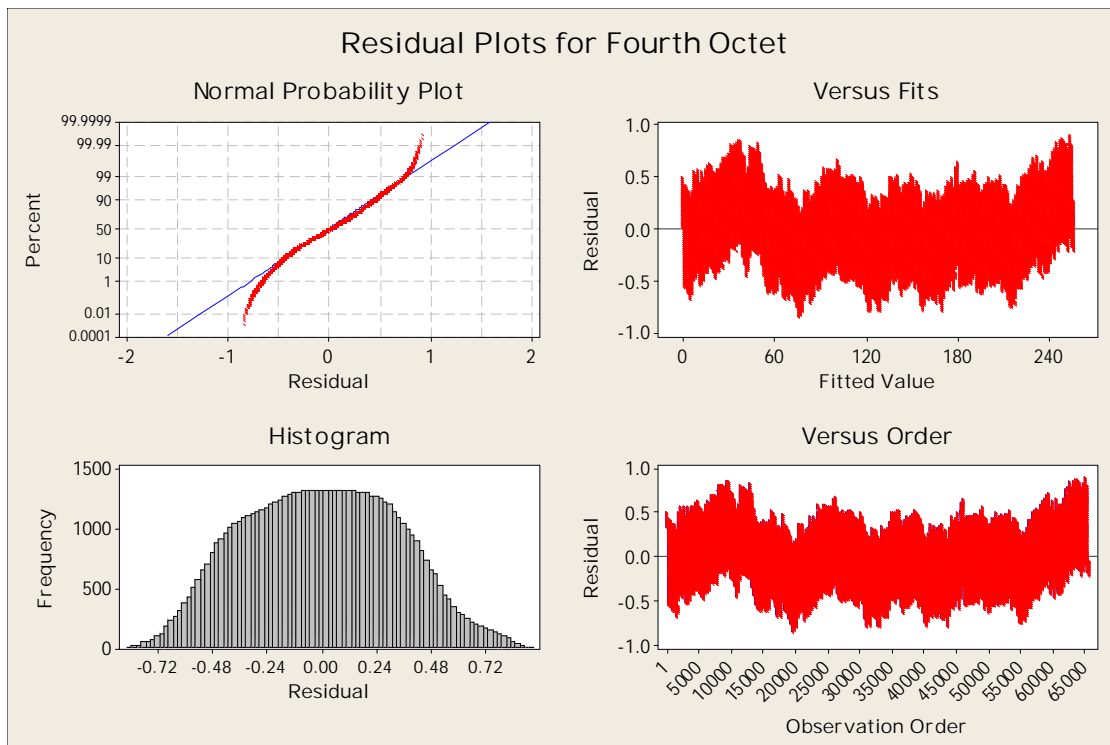 Residual Plots for Fourth Octet
Normal Probability Plot
99.9999
99.99
99
90
50
10
1
0.01
0.0001
Percent
-2 -1 0 1 2
Residual
Versus Fits
1.0
0.5
0.0
-0.5
-1.0
Residual
0 60 120 180 240
Fitted Value
Histogram
1500
1000
500
0
Frequency
-0.72 -0.48 -0.24 0.00 0.24 0.48 0.72
Residual
Versus Order
1.0
0.5
0.0
-0.5
-1.0
Residual
1 5000 10000 15000 20000 25000 30000 35000 40000 45000 50000 55000 60000 65000
Observation Order